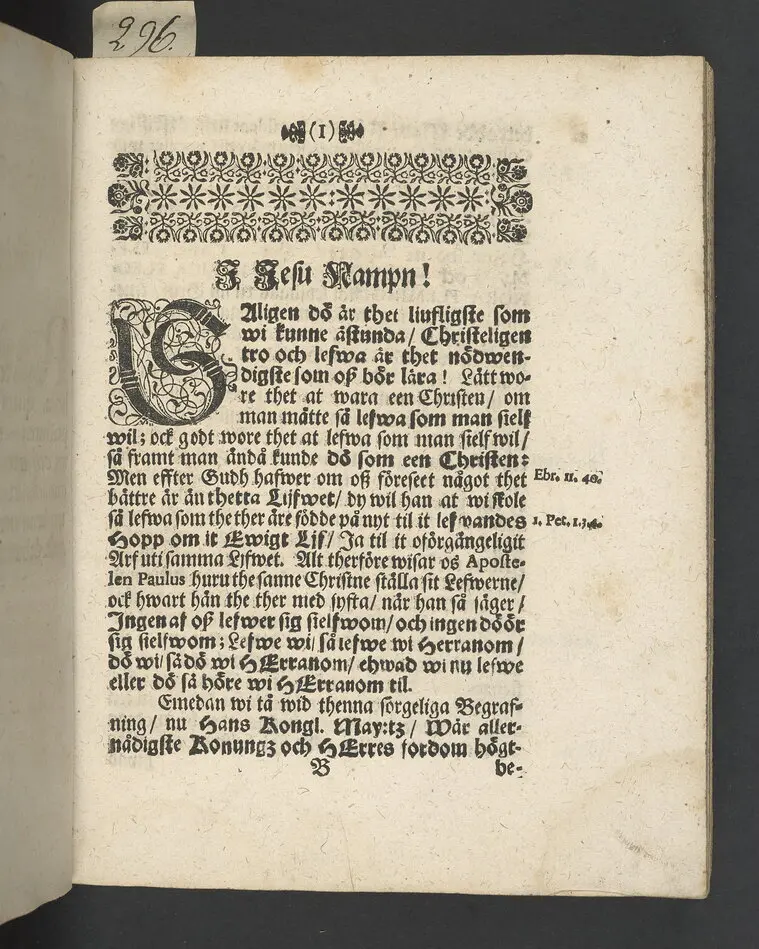 296.
(1)
I Jesu Nampn!
SAligen dö är thet liufligste som
wi kunne åstunda / Christeligen
tro och lefwa är thet nödwen-
digste som oß bör lära! Lätt wo-
re thet at wara een Christen / om
man måtte så lefwa som man sielf
wil; ock godt wore thet at lefwa som man sielf wil /
så framt man ändå kunde dö som een Christen:
Men effter Gudh hafwer om oß föreseet något thet
bättre är än thetta Lijfwet / dy wil han at wi skole
så lefwa som the ther äre födde på nytt til it lefwandes
Hopp om it Ewigt Lif / Ja til it oförgängeligit
Arf uti samma Lifwet. Alt therföre wisar oß Aposte-
len Paulus huru the sanne Christne ställa sit Lefwerne /
ock hwart hän the ther med syfta / när han så säger /
Ingen af oß lefwer sig sielfwom / och ingen döör
sig sielfwom; Lefwe wi / så lefwe wi Herranom /
dö wi / så dö wi HErranom / ehwad wi nu lefwe
eller dö så höre wi HErranom til.
Emedan wi tå wid thenna sorgeliga Begraf-
ning / nu Hans Kongl. May:tz / Wår aller-
nådigste Konungz och HErres fordom högt-
B be-
Ebr. 11. 40.
1. Pet. 1. 3, 4.